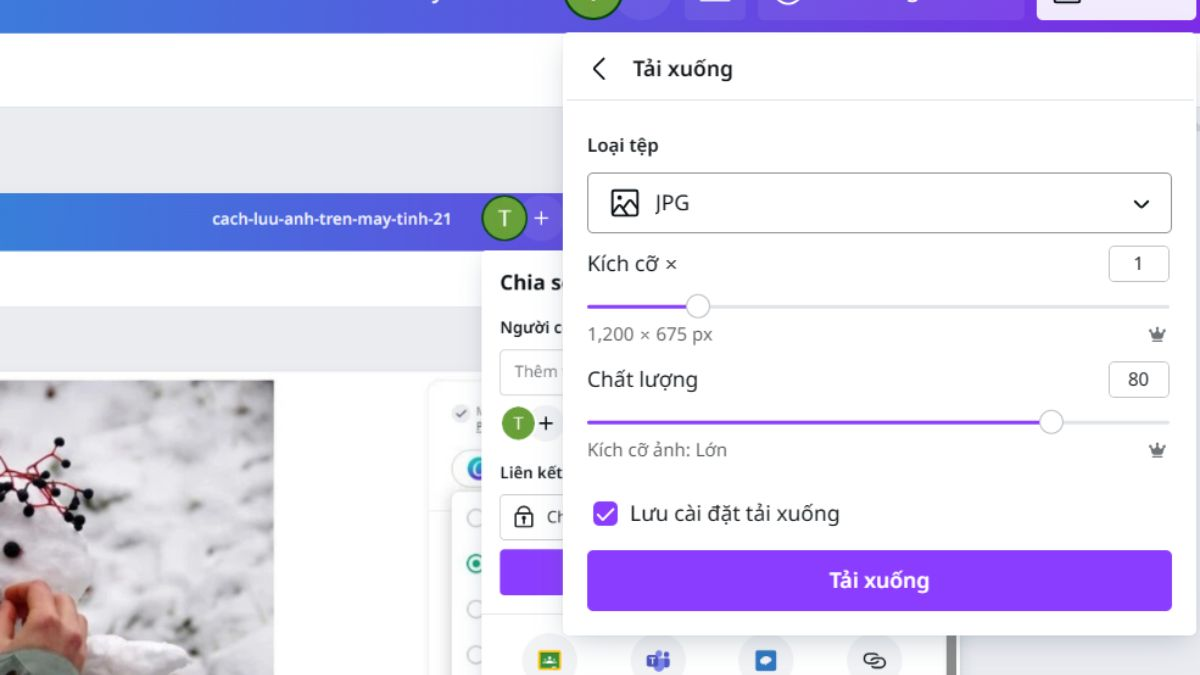 Tải xuống
Loại tệp
JPG
Kích cỡ ×
1
1,200 × 675 px
Chất lượng
80
Kích cỡ ảnh: Lớn
Lưu cài đặt tải xuống
Tải xuống
cach-luu-anh-tren-may-tinh-21
T
+
Chia s
Người c
Thêm
T
+
Liên kết